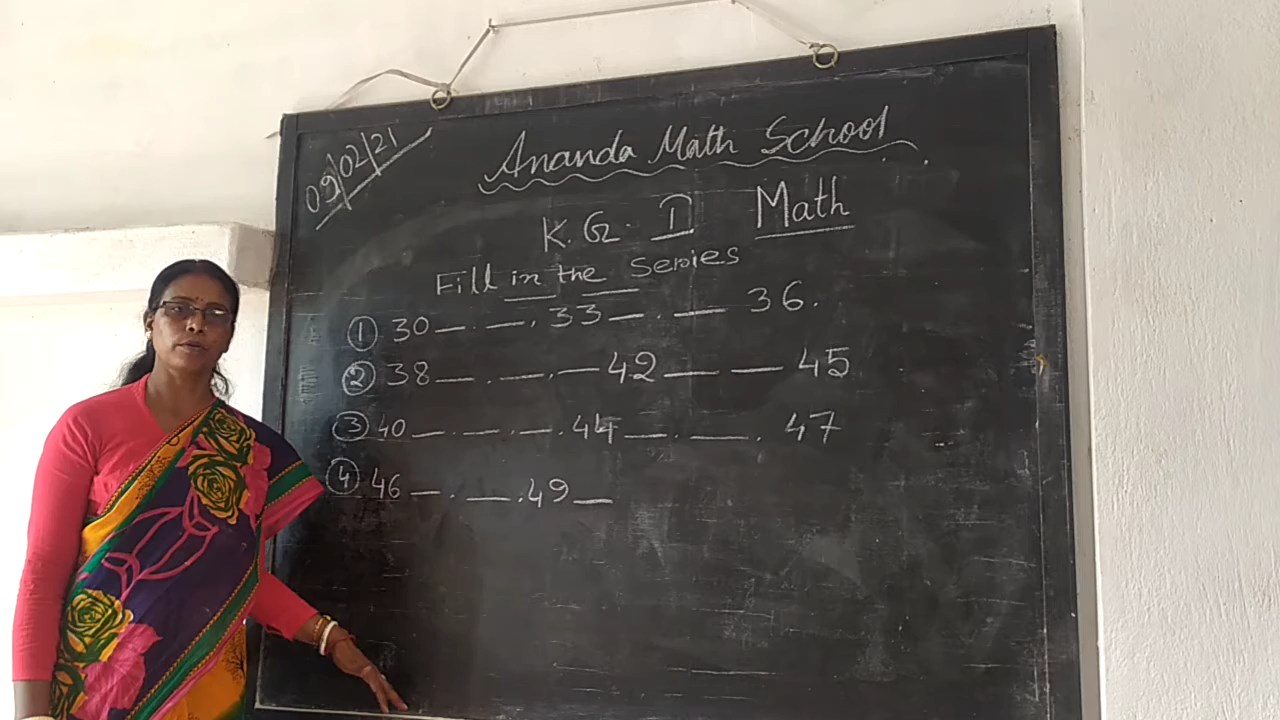 09/02/21
Ananda Math School
K.G. II Math
Fill in the Series
① 30 __ . __ . 33 __ . __ 36.
② 38 __ . __ . __ 42 __ __ 45
③ 40 __ . __ . __ . 44 __ . __ . 47
④ 46 __ . __ . 49 __